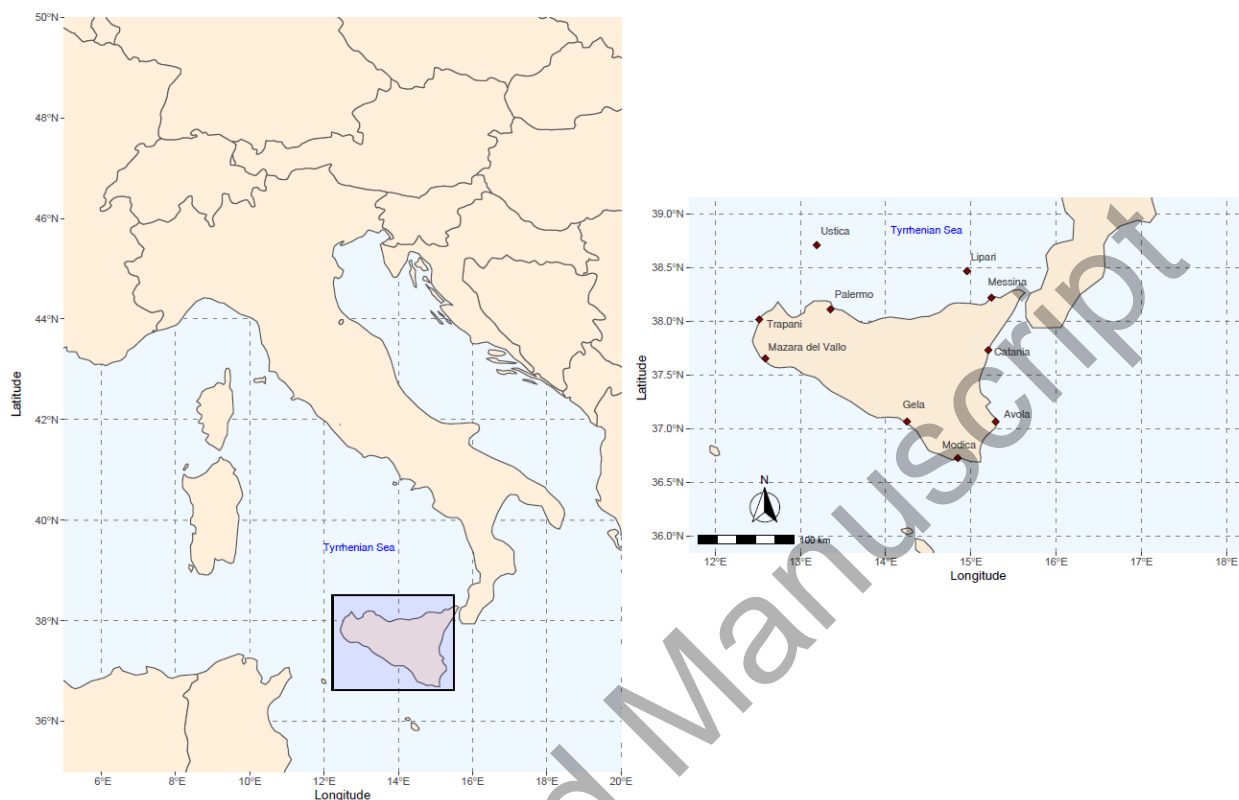 50°N
48°N
46°N
44°N
42°N
40°N
38°N
36°N
Latitude
Tyrrhenian Sea
6°E 8°E 10°E 12°E 14°E 16°E 18°E 20°E
Longitude
39.0°N
38.5°N
38.0°N
37.5°N
37.0°N
36.5°N
36.0°N
Latitude
Ustica
Tyrrhenian Sea
Lipari
Messina
Palermo
Trapani
Mazara del Vallo
Catania
Gela
Avola
Modica
N
100 km
12°E 13°E 14°E 15°E 16°E 17°E 18°E
Longitude
d Manuscript